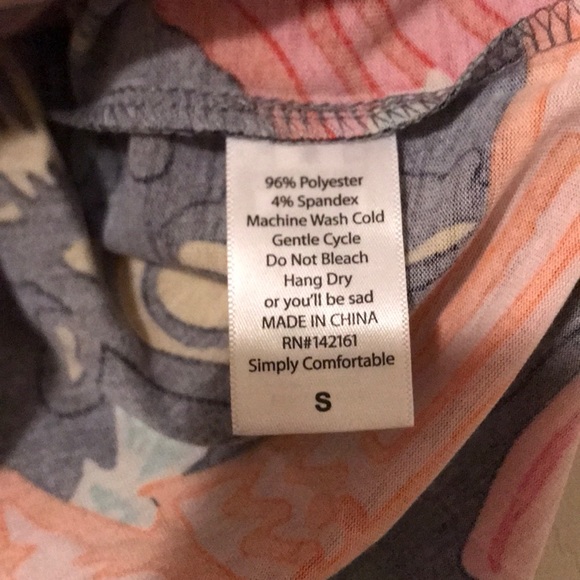 96% Polyester
4% Spandex
Machine Wash Cold
Gentle Cycle
Do Not Bleach
Hang Dry
or you'll be sad
MADE IN CHINA
RN#142161
Simply Comfortable
S